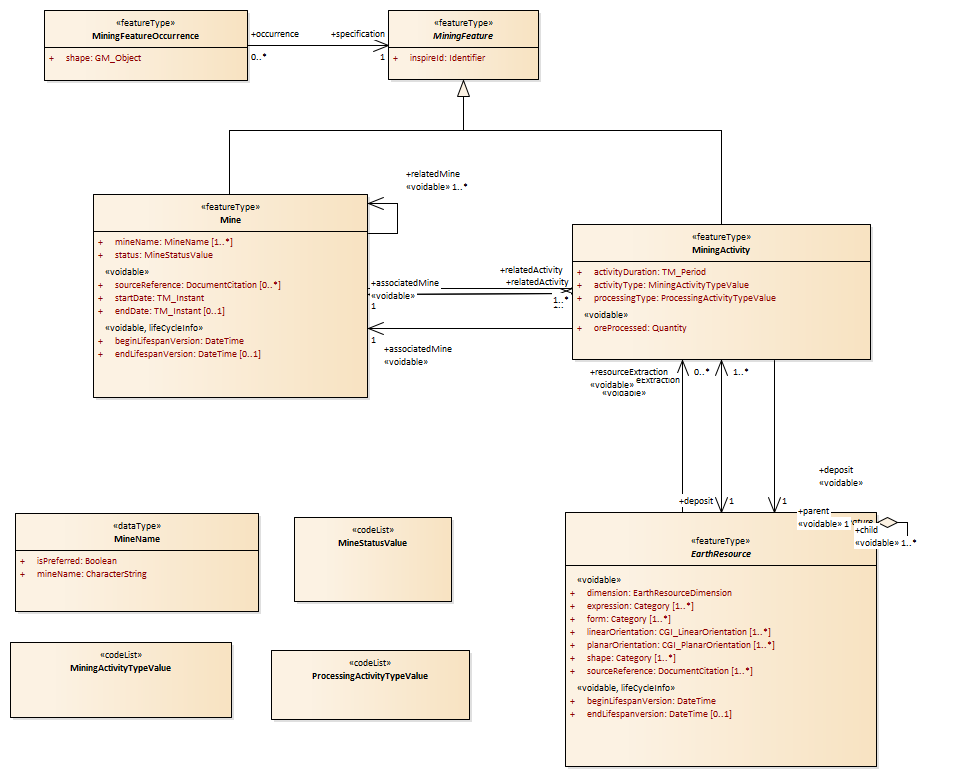 «featureType»
MiningFeatureOccurrence
+ shape: GM_Object
+occurrence
0..*
+specification
1
«featureType»
MiningFeature
+ inspireId: Identifier
+relatedMine
«voidable» 1..*
«featureType»
Mine
+ mineName: MineName [1..*]
+ status: MineStatusValue
«voidable»
+ sourceReference: DocumentCitation [0..*]
+ startDate: TM_Instant
+ endDate: TM_Instant [0..1]
«voidable, lifeCycleInfo»
+ beginLifespanVersion: DateTime
+ endLifespanVersion: DateTime [0..1]
+associatedMine
«voidable»
1
+relatedActivity
+relatedActivity
1..*
1
+associatedMine
«voidable»
«featureType»
MiningActivity
+ activityDuration: TM_Period
+ activityType: MiningActivityTypeValue
+ processingType: ProcessingActivityTypeValue
«voidable»
+ oreProcessed: Quantity
+resourceExtraction
«voidable»
eExtraction
«voidable»
0..*
1..*
+deposit
«voidable»
+deposit
1
1
+parent
«voidable» 1
+child
«voidable» 1..*
«featureType»
EarthResource
«voidable»
+ dimension: EarthResourceDimension
+ expression: Category [1..*]
+ form: Category [1..*]
+ linearOrientation: CGI_LinearOrientation [1..*]
+ planarOrientation: CGI_PlanarOrientation [1..*]
+ shape: Category [1..*]
+ sourceReference: DocumentCitation [1..*]
«voidable, lifeCycleInfo»
+ beginLifespanVersion: DateTime
+ endLifespanversion: DateTime [0..1]
«dataType»
MineName
+ isPreferred: Boolean
+ mineName: CharacterString
«codeList»
MineStatusValue
«codeList»
MiningActivityTypeValue
«codeList»
ProcessingActivityTypeValue